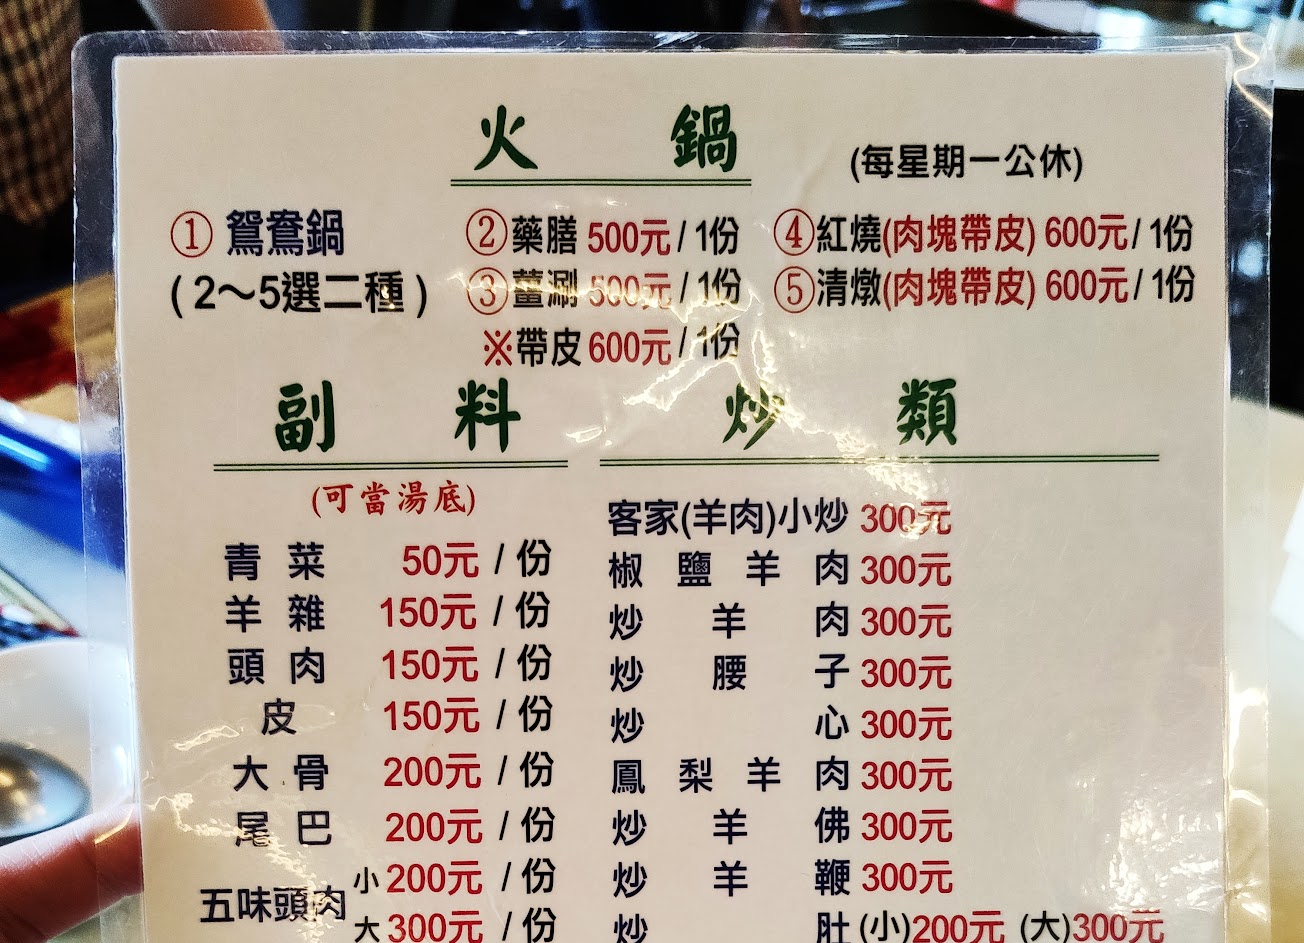 火鍋
(每星期一公休)
①鴛鴦鍋
(2～5選二種)
②藥膳 500元 / 1份
③薑涮 500元 / 1份
※帶皮 600元 / 1份
④紅燒(肉塊帶皮) 600元 / 1份
⑤清燉(肉塊帶皮) 600元 / 1份
副料
(可當湯底)
青菜 50元 / 份
羊雜 150元 / 份
頭肉 150元 / 份
皮 150元 / 份
大骨 200元 / 份
尾巴 200元 / 份
五味頭肉 小 200元 / 份
大 300元 / 份
炒類
客家(羊肉)小炒 300元
椒鹽羊肉 300元
炒羊肉 300元
炒腰子 300元
炒心 300元
鳳梨羊肉 300元
炒羊佛 300元
炒羊鞭 300元
炒肚 (小)200元 (大)300元